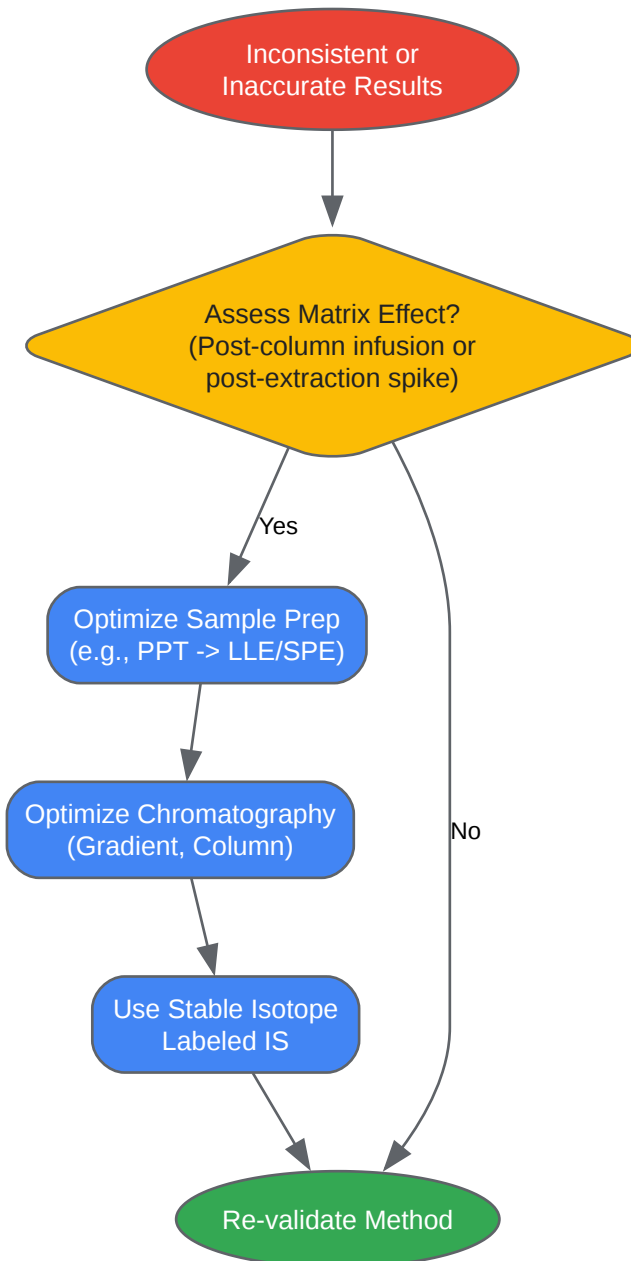 Inconsistent or
Inaccurate Results
Assess Matrix Effect?
(Post-column infusion or
post-extraction spike)
Yes
Optimize Sample Prep
(e.g., PPT -> LLE/SPE)
Optimize Chromatography
(Gradient, Column)
No
Use Stable Isotope
Labeled IS
Re-validate Method